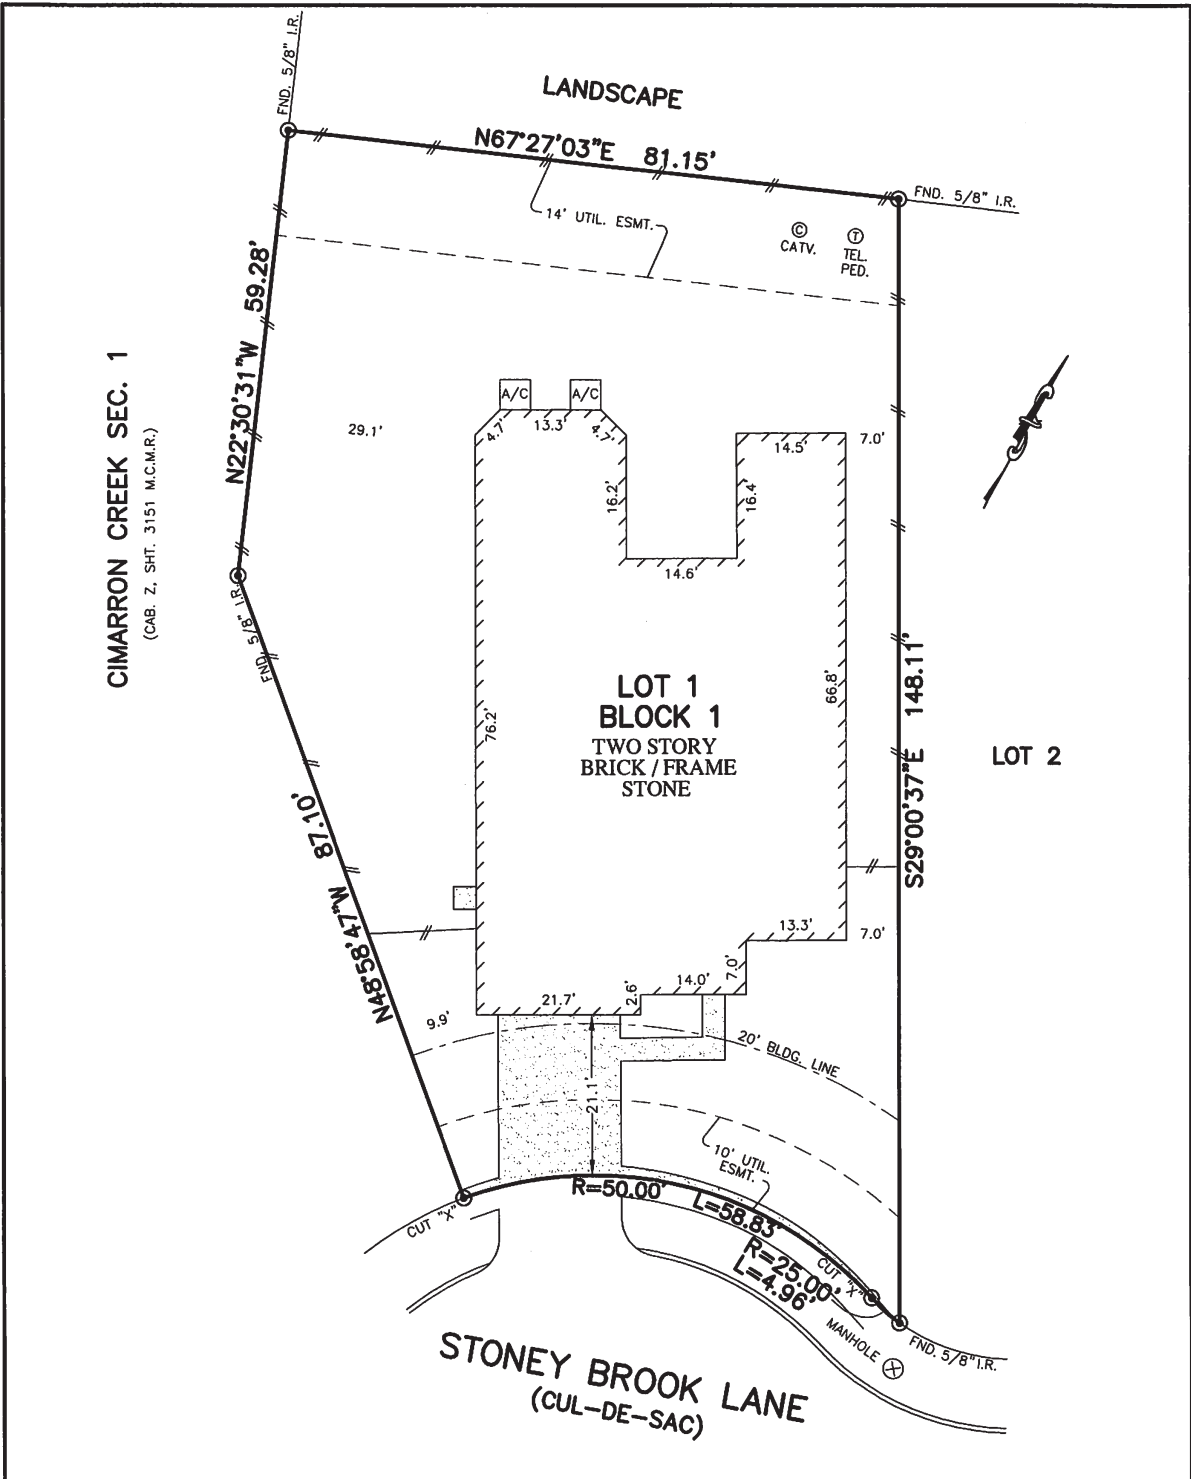 FND. 5/8" I.R.
LANDSCAPE
N67°27'03"E 81.15'
FND. 5/8" I.R.
14' UTIL. ESMT.
C
CATV.
T
TEL.
PED.
N22°30'31"W 59.28'
CIMARRON CREEK SEC. 1
(CAB. Z, SHT. 3151 M.C.M.R.)
A/C
A/C
4.7'
13.3'
4.7'
29.1'
14.5'
7.0'
16.2'
16.4'
14.6'
FND. 5/8" I.R.
76.2'
66.8'
LOT 1
BLOCK 1
TWO STORY
BRICK / FRAME
STONE
S29°00'37"E 148.11'
LOT 2
N48°58'47"W 87.10'
13.3'
7.0'
7.0'
14.0'
2.6'
21.7'
9.9'
20' BLDG. LINE
21.1'
10' UTIL.
ESMT.
R=50.00'
L=58.83'
CUT "X"
CUT "X"
R=25.00'
L=4.96'
MANHOLE
FND. 5/8" I.R.
STONEY BROOK LANE
(CUL-DE-SAC)